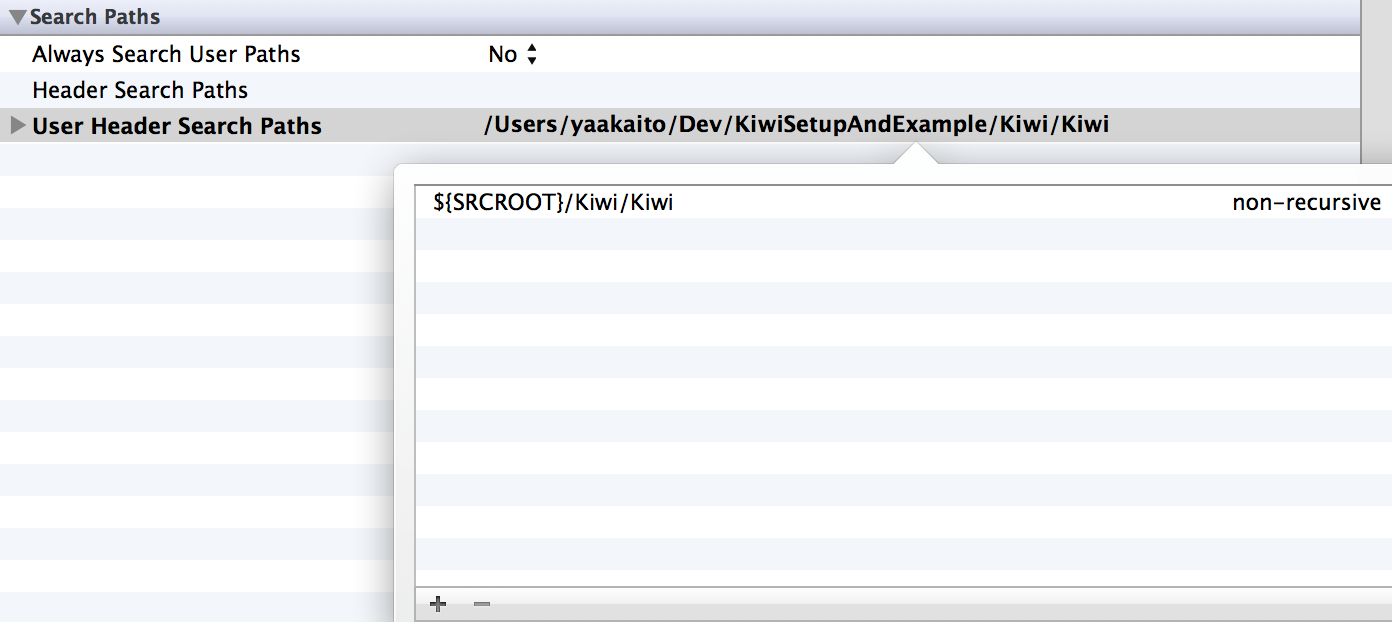 Search Paths
Always Search User Paths No
Header Search Paths
User Header Search Paths /Users/yaakaito/Dev/KiwiSetupAndExample/Kiwi/Kiwi
${SRCROOT}/Kiwi/Kiwi non-recursive